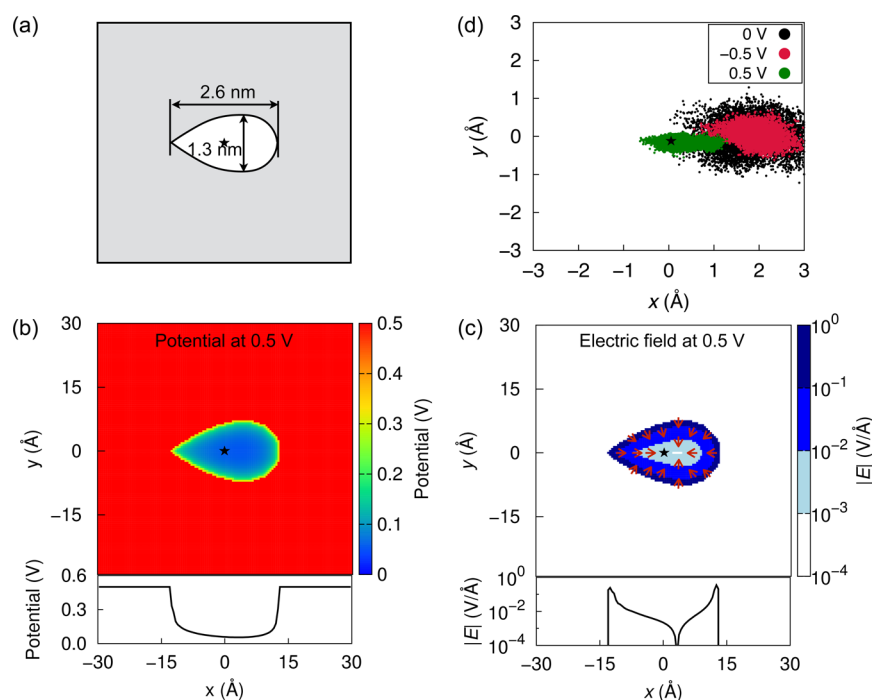 (a)
2.6 nm
1.3 nm
(d)
3
2
1
0
−1
−2
−3
y (Å)
0 V
−0.5 V
0.5 V
−3 −2 −1 0 1 2 3
x (Å)
(b)
30
15
0
−15
y (Å)
Potential at 0.5 V
0.5
0.4
0.3
0.2
0.1
0
Potential (V)
0.6
0.3
0.0
Potential (V)
−30 −15 0 15 30
x (Å)
(c)
30
15
0
−15
y (Å)
Electric field at 0.5 V
10⁰
10⁻¹
10⁻²
10⁻³
10⁻⁴
|E| (V/Å)
10⁰
10⁻²
10⁻⁴
|E| (V/Å)
−30 −15 0 15 30
x (Å)